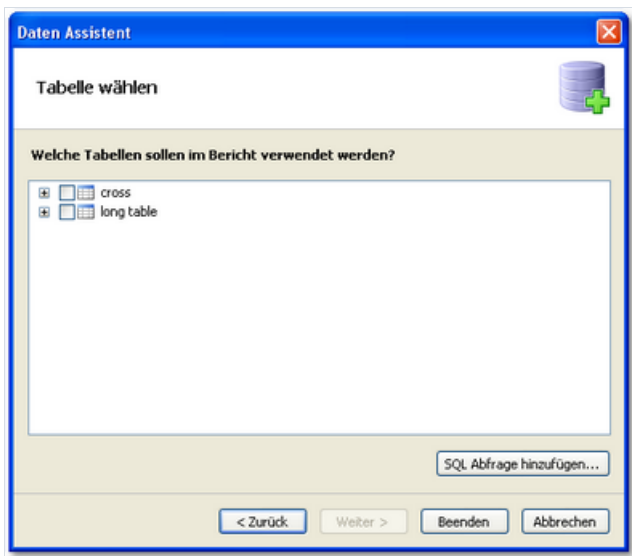 Daten Assistent
Tabelle wählen
Welche Tabellen sollen im Bericht verwendet werden?
cross
long table
SQL Abfrage hinzufügen...
< Zurück Weiter > Beenden Abbrechen